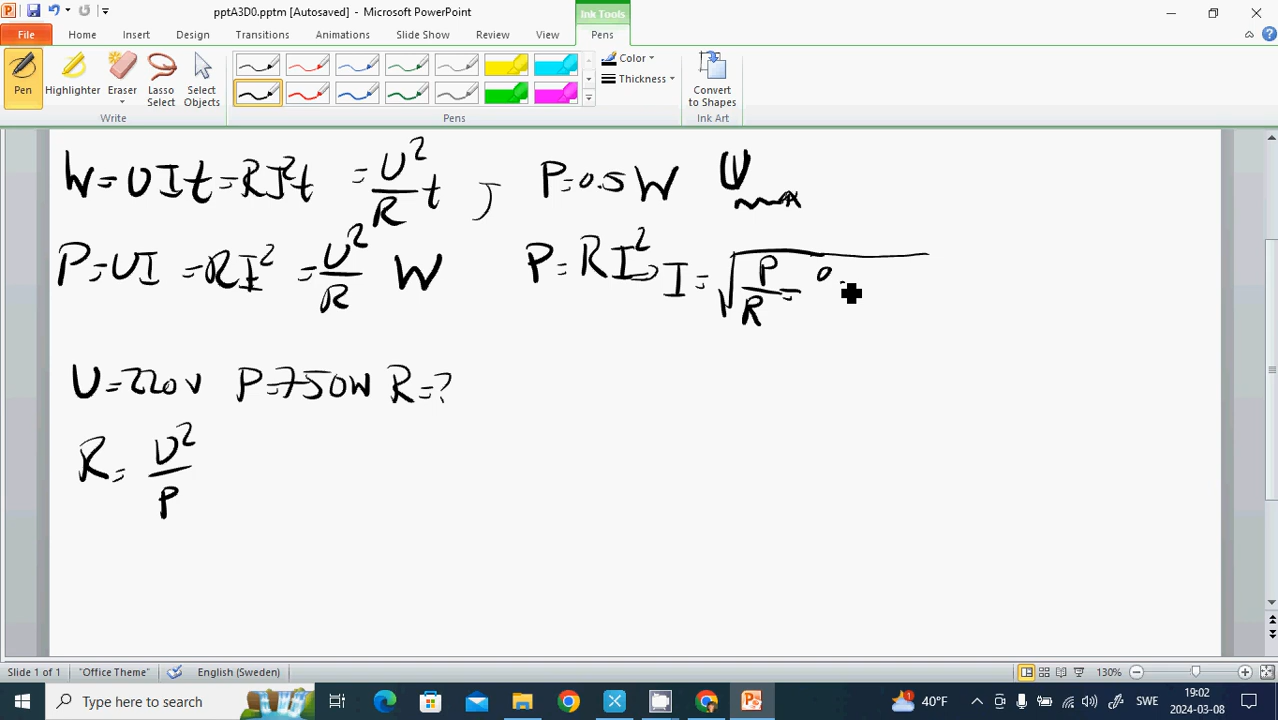 pptA3D0.pptm [Autosaved] - Microsoft PowerPoint
Ink Tools
File Home Insert Design Transitions Animations Slide Show Review View Pens
Pen Highlighter Eraser Lasso Select Select Objects
Color
Thickness
Convert to Shapes
Write Pens Ink Art
W=UIt=RI²t =U²/R t J P=0.5W U max
P=UI =RI² =U²/R W P=RI² I=√P/R= 0.
U=220V P=750W R=?
R= U²/P
Slide 1 of 1 "Office Theme" English (Sweden) 130%
Type here to search 40°F SWE 19:02
2024-03-08